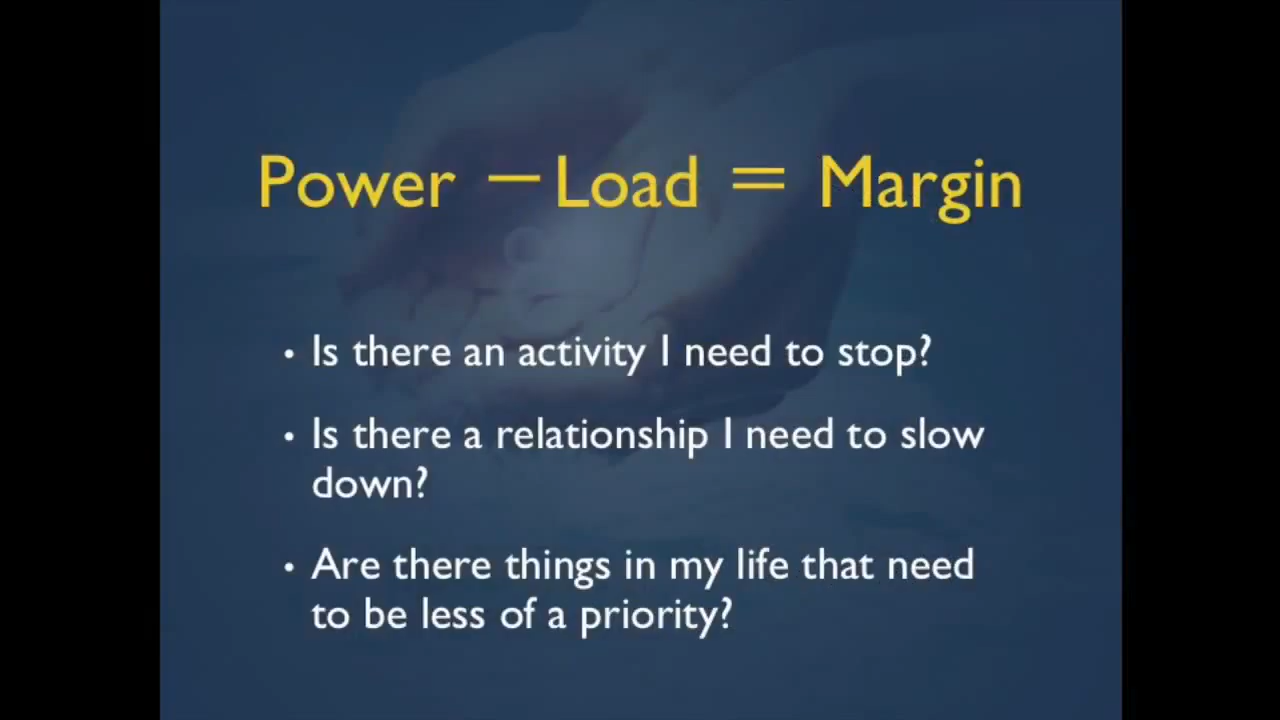 Power – Load = Margin
• Is there an activity I need to stop?
• Is there a relationship I need to slow
down?
• Are there things in my life that need
to be less of a priority?